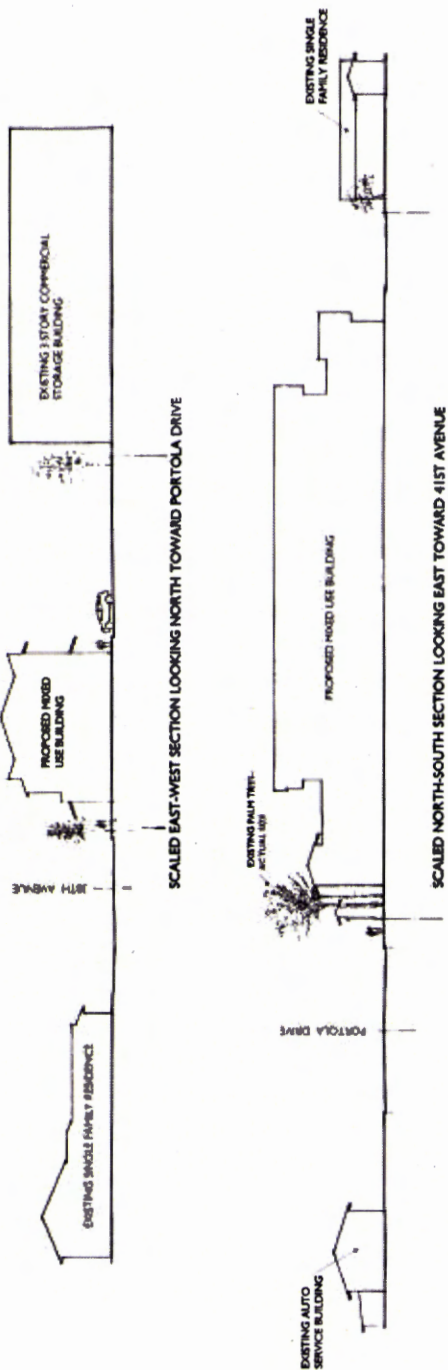 EXISTING SINGLE FAMILY RESIDENCE
38TH AVENUE
PROPOSED MIXED
USE BUILDING
EXISTING 3 STORY COMMERCIAL
STORAGE BUILDING
SCALED EAST-WEST SECTION LOOKING NORTH TOWARD PORTOLA DRIVE
EXISTING AUTO
SERVICE BUILDING
PORTOLA DRIVE
EXISTING PALM TREE-
ACTUAL SIZE
PROPOSED MIXED USE BUILDING
EXISTING SINGLE
FAMILY RESIDENCE
SCALED NORTH-SOUTH SECTION LOOKING EAST TOWARD 41ST AVENUE